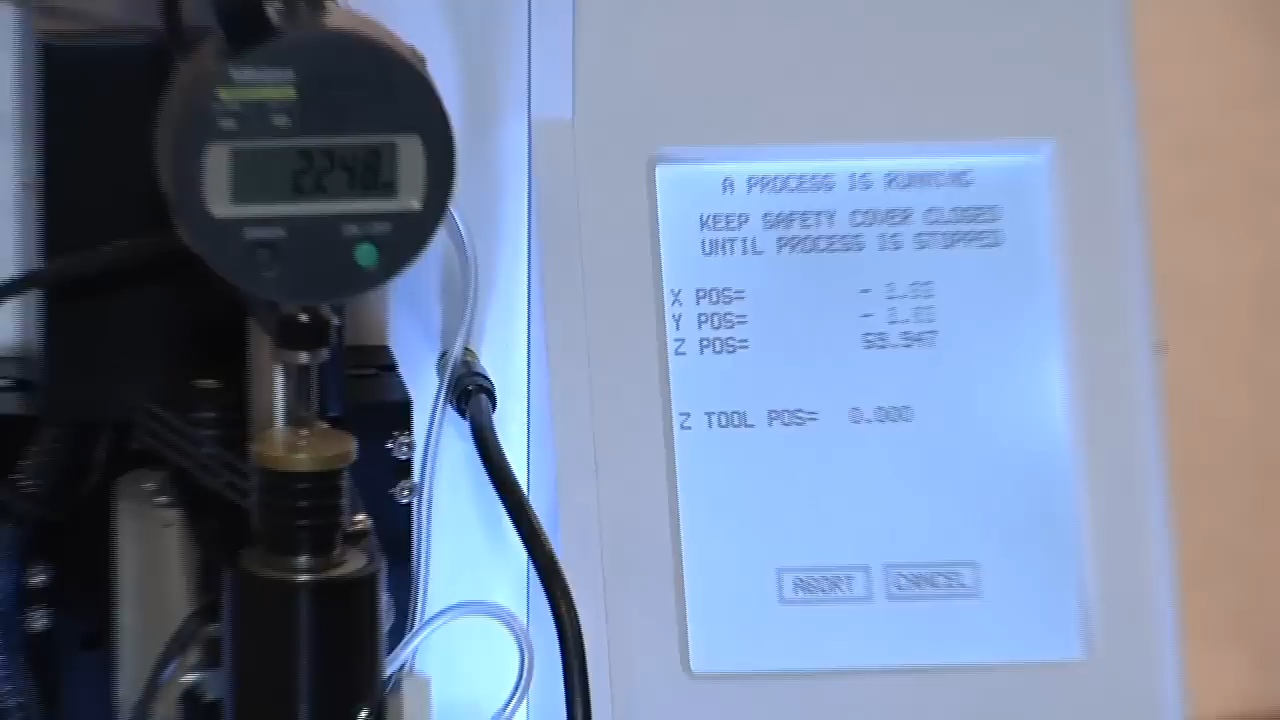 2248
A PROCESS IS RUNNING
KEEP SAFETY COVER CLOSED
UNTIL PROCESS IS STOPPED
X POS=
Y POS=
Z POS=
Z TOOL POS= 0.000
ABORT CANCEL